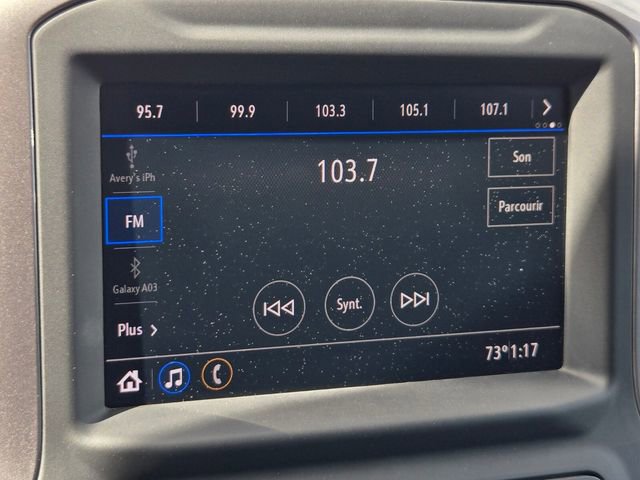 95.7 99.9 103.3 105.1 107.1
Avery's iPh
103.7
Son
FM
Parcourir
Galaxy A03
Synt.
Plus
73° 1:17